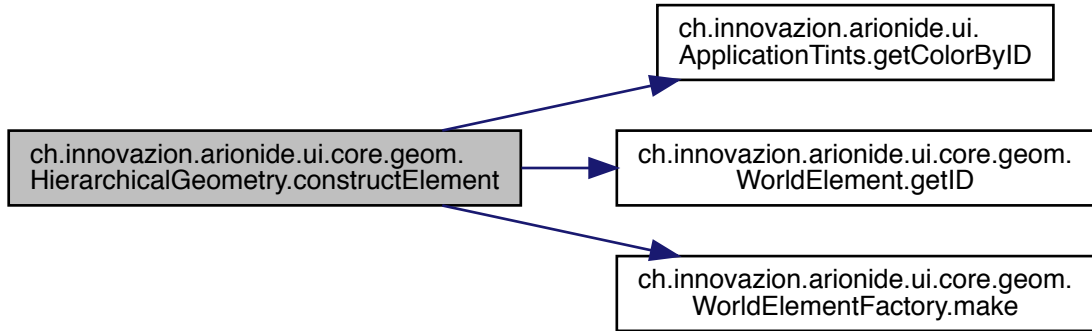 ch.innovazion.arionide.ui.core.geom.
HierarchicalGeometry.constructElement
ch.innovazion.arionide.ui.
ApplicationTints.getColorByID
ch.innovazion.arionide.ui.core.geom.
WorldElement.getID
ch.innovazion.arionide.ui.core.geom.
WorldElementFactory.make